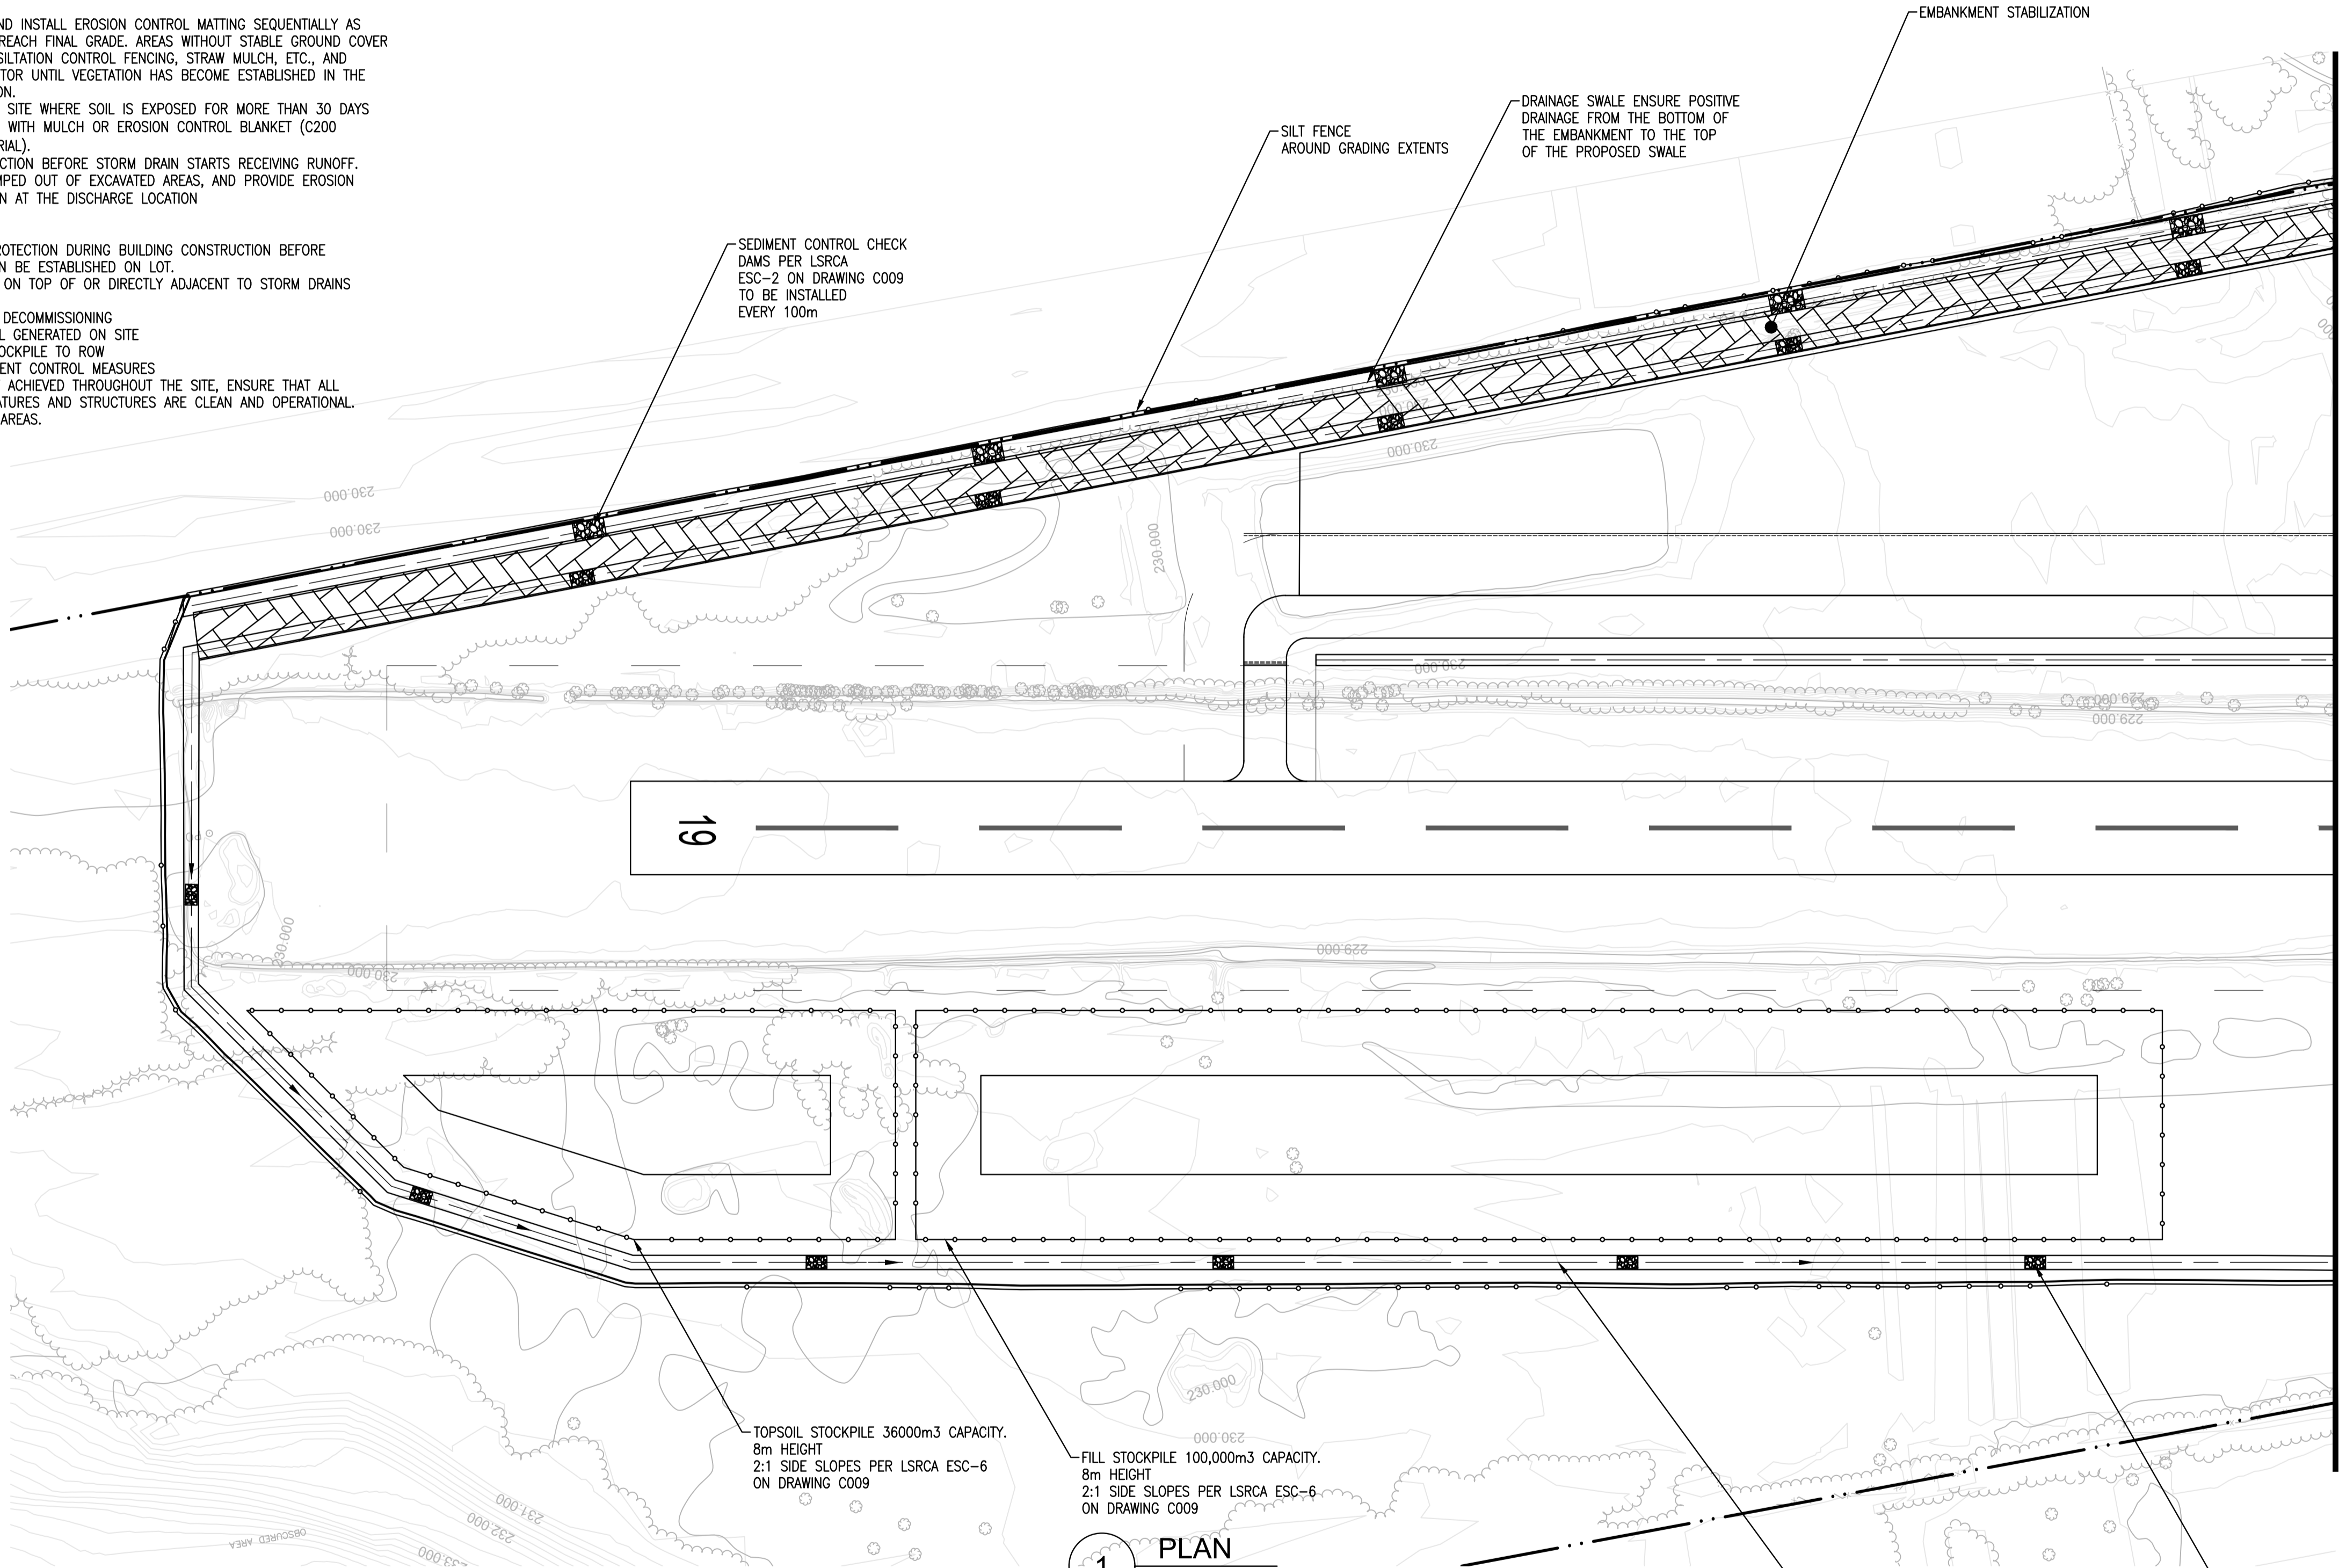 ND INSTALL EROSION CONTROL MATTING SEQUENTIALLY AS
REACH FINAL GRADE. AREAS WITHOUT STABLE GROUND COVER
SILTATION CONTROL FENCING, STRAW MULCH, ETC., AND
TOR UNTIL VEGETATION HAS BECOME ESTABLISHED IN THE
ON.
SITE WHERE SOIL IS EXPOSED FOR MORE THAN 30 DAYS
WITH MULCH OR EROSION CONTROL BLANKET (C200
RIAL).
CTION BEFORE STORM DRAIN STARTS RECEIVING RUNOFF.
MPED OUT OF EXCAVATED AREAS, AND PROVIDE EROSION
N AT THE DISCHARGE LOCATION
ROTECTION DURING BUILDING CONSTRUCTION BEFORE
N BE ESTABLISHED ON LOT.
ON TOP OF OR DIRECTLY ADJACENT TO STORM DRAINS
DECOMMISSIONING
L GENERATED ON SITE
OCKPILE TO ROW
ENT CONTROL MEASURES
ACHIEVED THROUGHOUT THE SITE, ENSURE THAT ALL
ATURES AND STRUCTURES ARE CLEAN AND OPERATIONAL.
AREAS.
EMBANKMENT STABILIZATION
DRAINAGE SWALE ENSURE POSITIVE
DRAINAGE FROM THE BOTTOM OF
THE EMBANKMENT TO THE TOP
OF THE PROPOSED SWALE
SILT FENCE
AROUND GRADING EXTENTS
SEDIMENT CONTROL CHECK
DAMS PER LSRCA
ESC-2 ON DRAWING C009
TO BE INSTALLED
EVERY 100m
230.000
230.000
230.000
230.000
230.000
230.000
229.000
229.000
19
230.000
230.000
229.000
TOPSOIL STOCKPILE 36000m3 CAPACITY.
8m HEIGHT
2:1 SIDE SLOPES PER LSRCA ESC-6
ON DRAWING C009
FILL STOCKPILE 100,000m3 CAPACITY.
8m HEIGHT
2:1 SIDE SLOPES PER LSRCA ESC-6
ON DRAWING C009
230.000
230.000
231.000
232.000
233.000
OBSCURED AREA
1
PLAN